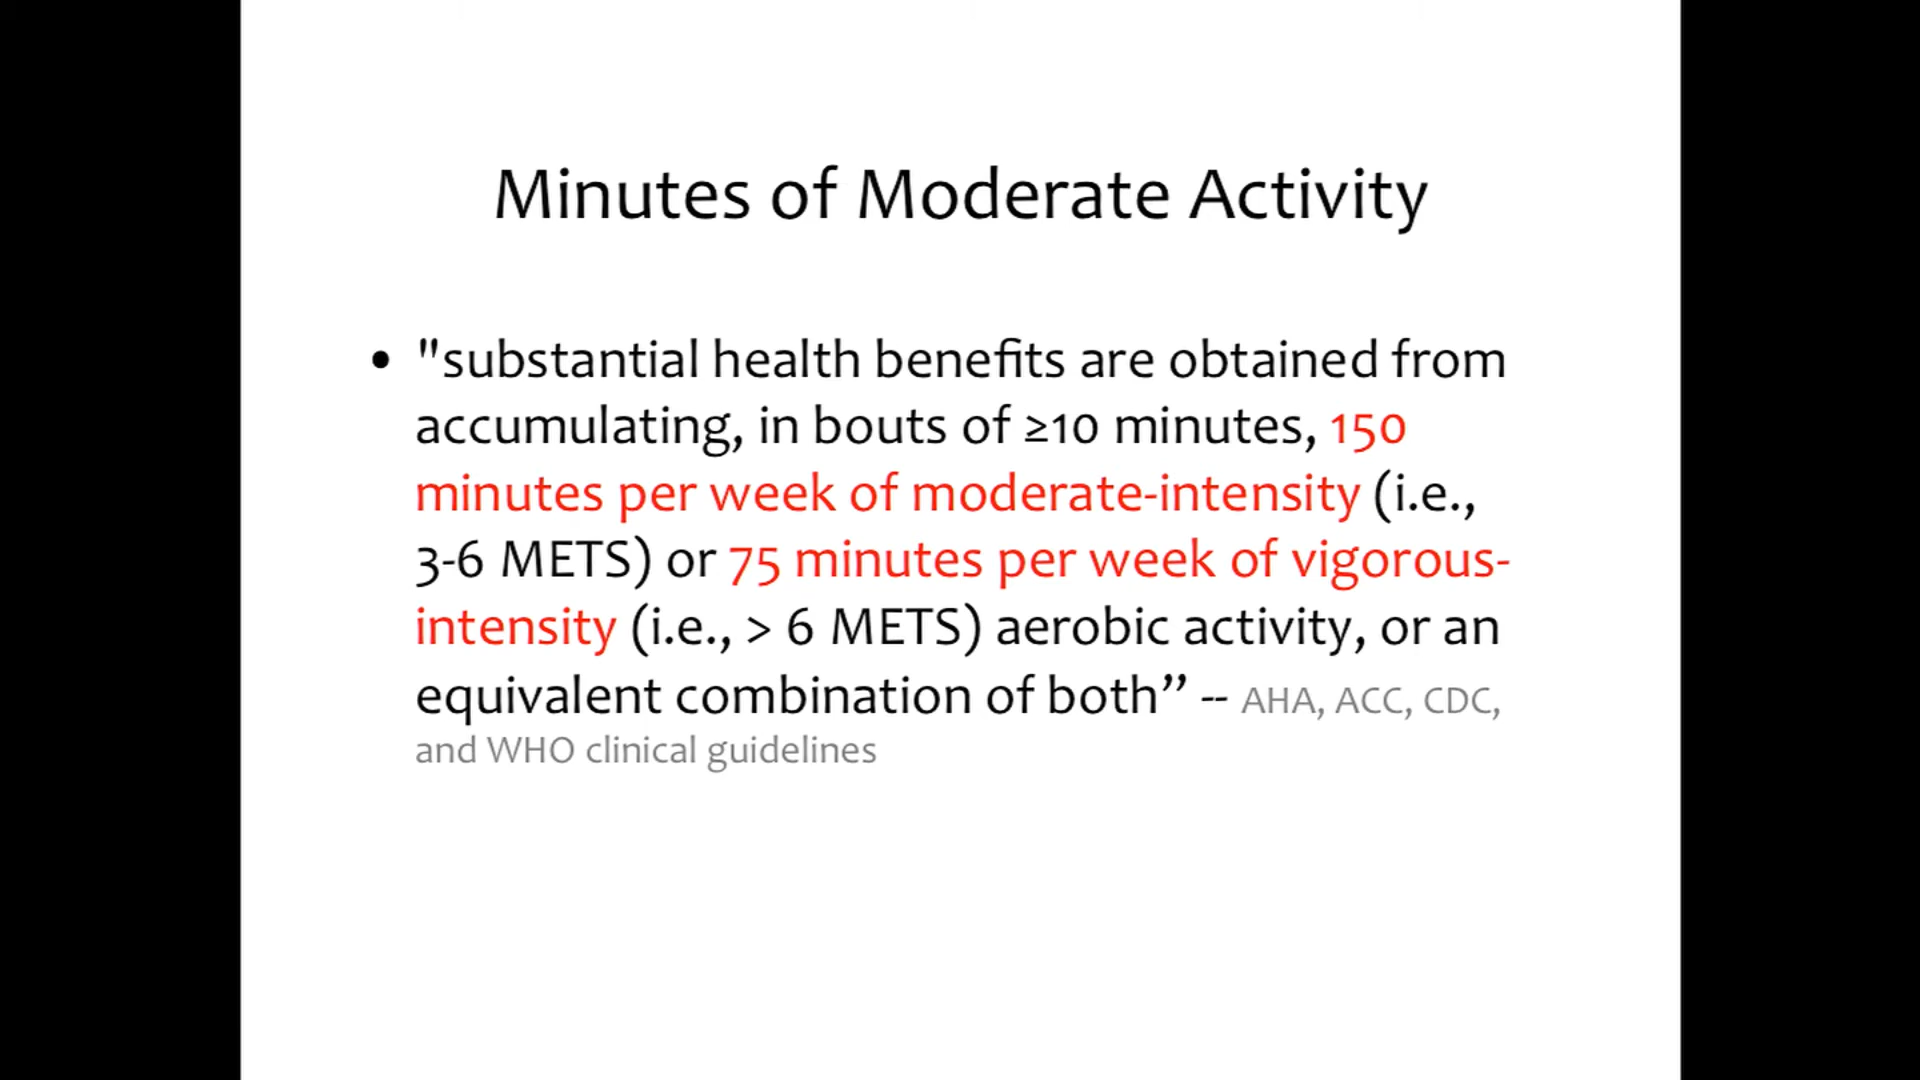 Minutes of Moderate Activity
• "substantial health benefits are obtained from
accumulating, in bouts of ≥10 minutes, 150
minutes per week of moderate-intensity (i.e.,
3-6 METS) or 75 minutes per week of vigorous-
intensity (i.e., > 6 METS) aerobic activity, or an
equivalent combination of both” -- AHA, ACC, CDC,
and WHO clinical guidelines